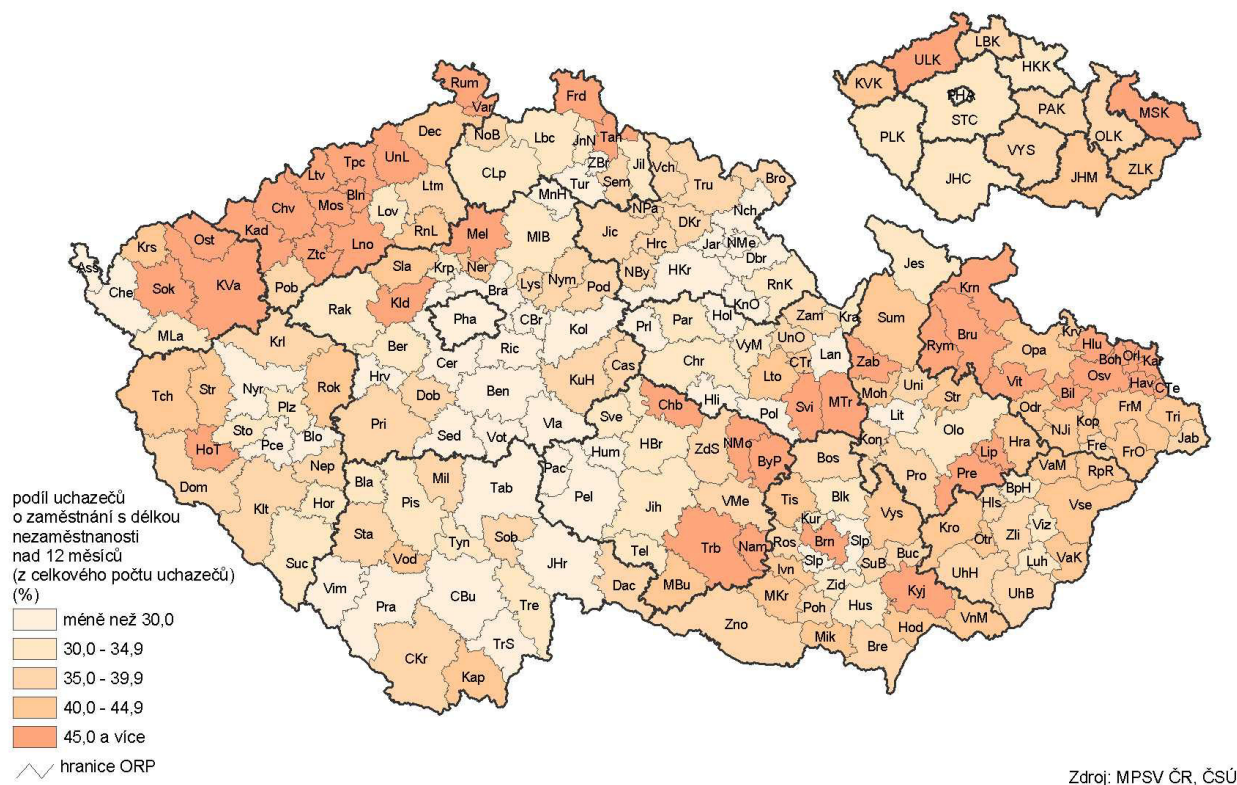 LBK
ULK
HKK
KVK
PHA
STC
PAK
MSK
PLK
OLK
VYS
JHC
JHM
ZLK
Rum
Var
Frd
Dec
NoB
Lbc
JnN
Tan
Tpc
UnL
ZBr
Jil
Vch
Ltv
CLp
Tur
Sem
Tru
Bro
Bln
Ltm
MnH
Chv
Mos
Lov
Nch
NPa
DKr
Kad
RnL
Mel
MlB
Jic
Jar
NMe
Krs
Ost
Ztc
Lno
Hrc
Dbr
Ass
Sla
Krp
Ner
Nym
NBy
HKr
Che
Sok
KVa
Pob
Kld
Bra
Lys
Pod
RnK
Jes
Rak
Pha
CBr
Kol
KnO
Krn
MLa
Prl
Par
Hol
Zam
Kra
Sum
Krl
Ber
Cer
Ric
VyM
UnO
Bru
Rym
Krv
Hlu
Opa
Lan
Boh
Orl
Kar
Tch
Str
Nyr
Rok
Hrv
Cas
Chr
CTr
Zab
Osv
Hav
CTe
Plz
Dob
Ben
KuH
Lto
Moh
Uni
Vit
Bil
Sto
Pri
Hli
Svi
MTr
Str
Odr
FrM
Tri
Pce
Blo
Sed
Vot
Vla
Sve
Chb
Pol
Lit
Olo
NJi
Kop
Jab
HoT
Hum
HBr
ZdS
NMo
ByP
Kon
Lip
Hra
Fre
FrO
Nep
Pac
Bos
Pro
Pre
VaM
RpR
Dom
Klt
Hor
Bla
Mil
Tab
Pel
Hls
BpH
Pis
Jih
VMe
Tis
Blk
Vys
Kro
Vse
Sta
Sob
Kur
Zli
Viz
Tyn
Tel
Trb
Nam
Ros
Brn
Slp
Otr
Suc
Vod
JHr
Slp
Buc
Luh
VaK
Vim
Ivn
SuB
UhH
Dac
MBu
MKr
Zid
Kyj
UhB
Pra
CBu
Tre
Poh
Hus
VnM
Zno
Hod
TrS
Mik
Bre
CKr
Kap
podíl uchazečů
o zaměstnání s délkou
nezaměstnanosti
nad 12 měsíců
(z celkového počtu uchazečů)
(%)
méně než 30,0
30,0 - 34,9
35,0 - 39,9
40,0 - 44,9
45,0 a více
hranice ORP
Zdroj: MPSV ČR, ČSÚ